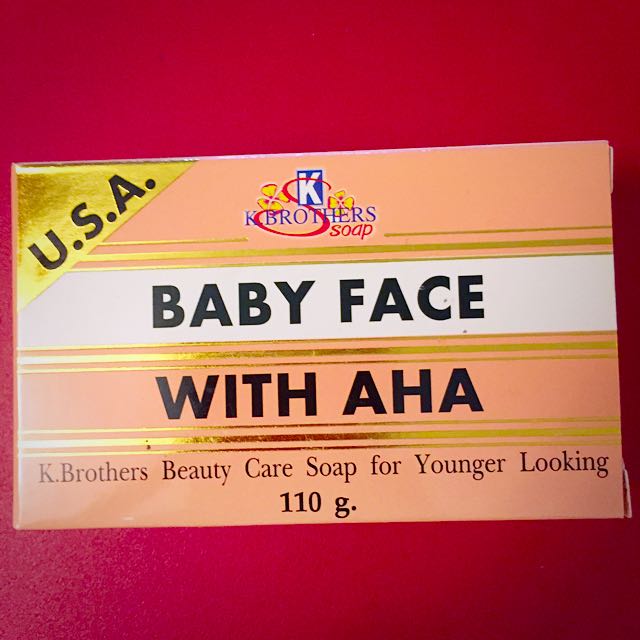 U.S.A.
K
K.BROTHERS
soap
BABY FACE
WITH AHA
K.Brothers Beauty Care Soap for Younger Looking
110 g.